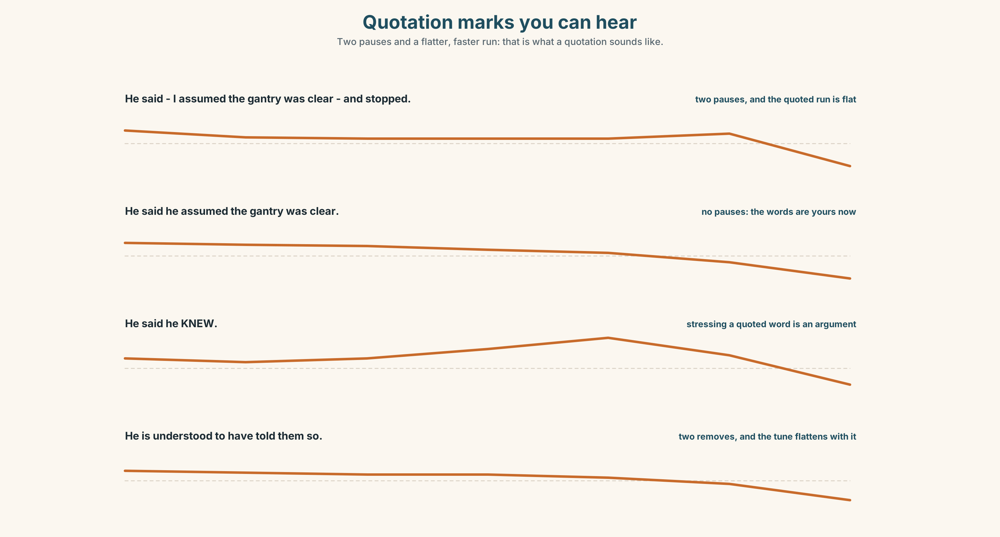 Quotation marks you can hear
Two pauses and a flatter, faster run: that is what a quotation sounds like.
He said - I assumed the gantry was clear - and stopped.
two pauses, and the quoted run is flat
He said he assumed the gantry was clear.
no pauses: the words are yours now
He said he KNEW.
stressing a quoted word is an argument
He is understood to have told them so.
two removes, and the tune flattens with it